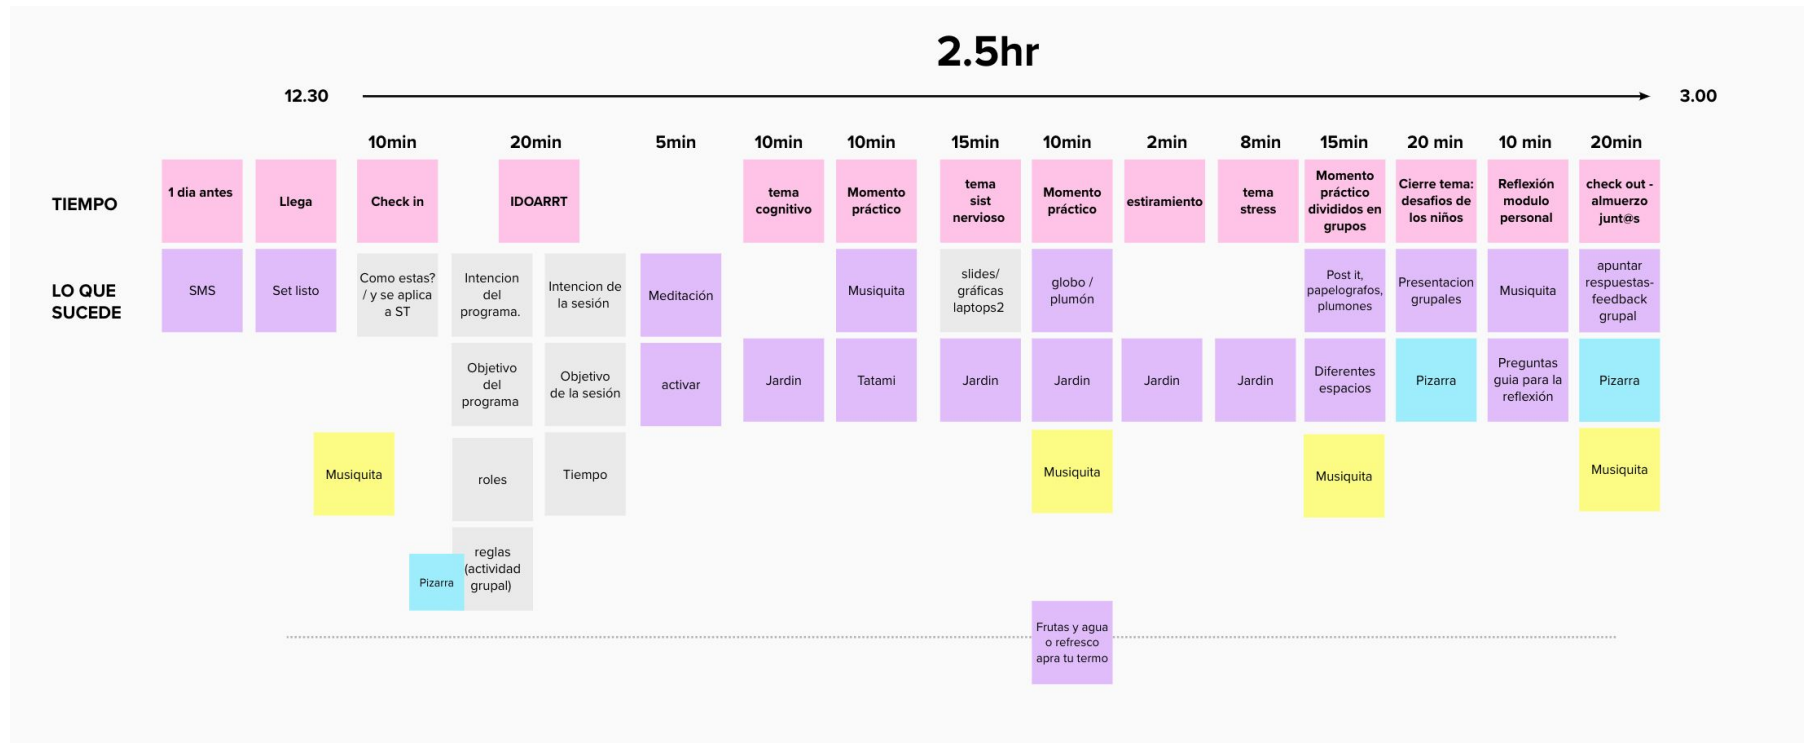 2.5hr
12.30
3.00
10min
20min
5min
10min
10min
15min
10min
2min
8min
15min
20 min
10 min
20min
TIEMPO
1 dia antes
Llega
Check in
IDOARRT
tema
cognitivo
Momento
práctico
tema
sist
nervioso
Momento
práctico
estiramiento
tema
stress
Momento
práctico
divididos en
grupos
Cierre tema:
desafios de
los niños
Reflexión
modulo
personal
check out -
almuerzo
junt@s
LO QUE
SUCEDE
SMS
Set listo
Como estas?
/ y se aplica
a ST
Intencion
del
programa.
Intencion de
la sesión
Meditación
Musiquita
slides/
gráficas
laptops2
globo /
plumón
Post it,
papelografos,
plumones
Presentacion
grupales
Musiquita
apuntar
respuestas-
feedback
grupal
Objetivo
del
programa
Objetivo
de la sesión
activar
Jardin
Tatami
Jardin
Jardin
Jardin
Jardin
Diferentes
espacios
Pizarra
Preguntas
guia para la
reflexión
Pizarra
Musiquita
roles
Tiempo
Musiquita
Musiquita
Musiquita
Pizarra
reglas
(actividad
grupal)
Frutas y agua
o refresco
apra tu termo